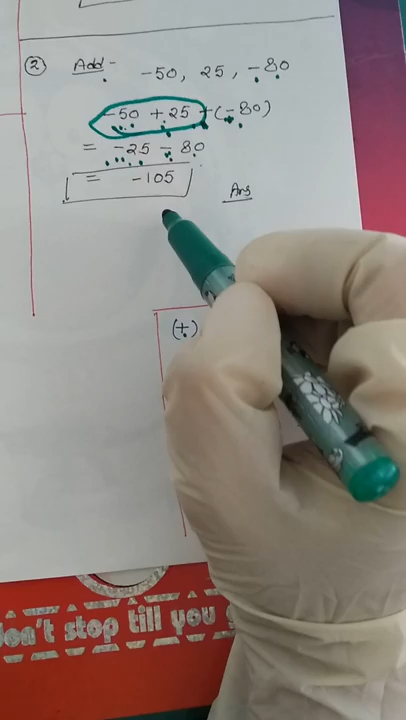 ② Add :- -50, 25, -80
-50 + 25 + (-80)
= -25 - 80
= -105 Ans
(+)
don't stop till you